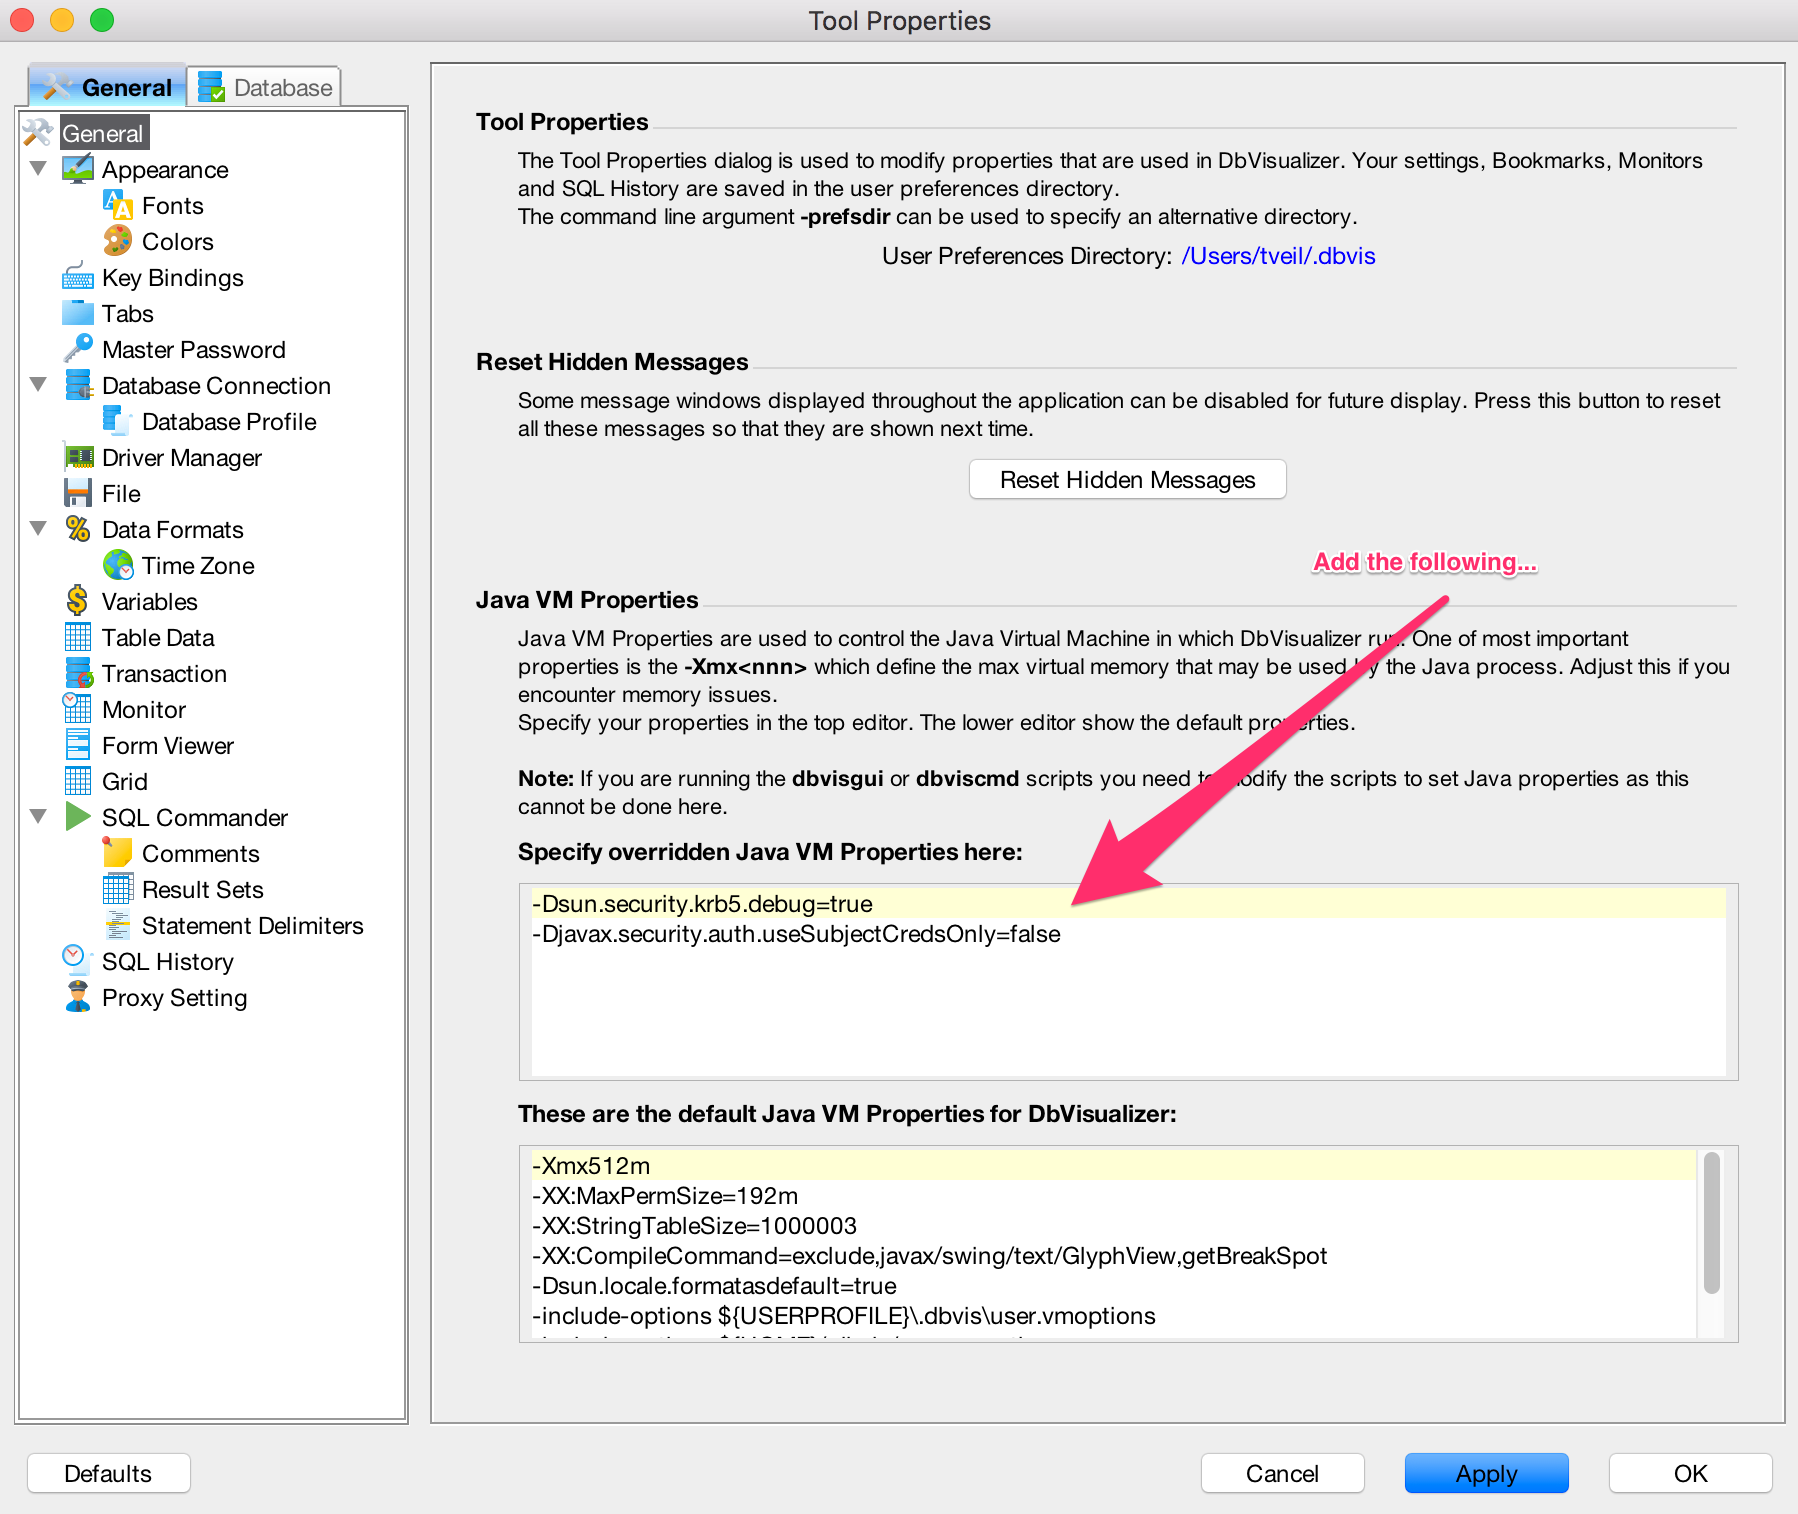 Tool Properties
General
Database
General
Appearance
Fonts
Colors
Key Bindings
Tabs
Master Password
Database Connection
Database Profile
Driver Manager
File
Data Formats
Time Zone
Variables
Table Data
Transaction
Monitor
Form Viewer
Grid
SQL Commander
Comments
Result Sets
Statement Delimiters
SQL History
Proxy Setting
Tool Properties
The Tool Properties dialog is used to modify properties that are used in DbVisualizer. Your settings, Bookmarks, Monitors
and SQL History are saved in the user preferences directory.
The command line argument -prefsdir can be used to specify an alternative directory.
User Preferences Directory: /Users/tveil/.dbvis
Reset Hidden Messages
Some message windows displayed throughout the application can be disabled for future display. Press this button to reset
all these messages so that they are shown next time.
Reset Hidden Messages
Add the following...
Java VM Properties
Java VM Properties are used to control the Java Virtual Machine in which DbVisualizer run. One of most important
properties is the -Xmx<nnn> which define the max virtual memory that may be used by the Java process. Adjust this if you
encounter memory issues.
Specify your properties in the top editor. The lower editor show the default properties.
Note: If you are running the dbvisgui or dbviscmd scripts you need to modify the scripts to set Java properties as this
cannot be done here.
Specify overridden Java VM Properties here:
-Dsun.security.krb5.debug=true
-Djavax.security.auth.useSubjectCredsOnly=false
These are the default Java VM Properties for DbVisualizer:
-Xmx512m
-XX:MaxPermSize=192m
-XX:StringTableSize=1000003
-XX:CompileCommand=exclude,javax/swing/text/GlyphView,getBreakSpot
-Dsun.locale.formatasdefault=true
-include-options ${USERPROFILE}\.dbvis\user.vmoptions
Defaults
Cancel
Apply
OK